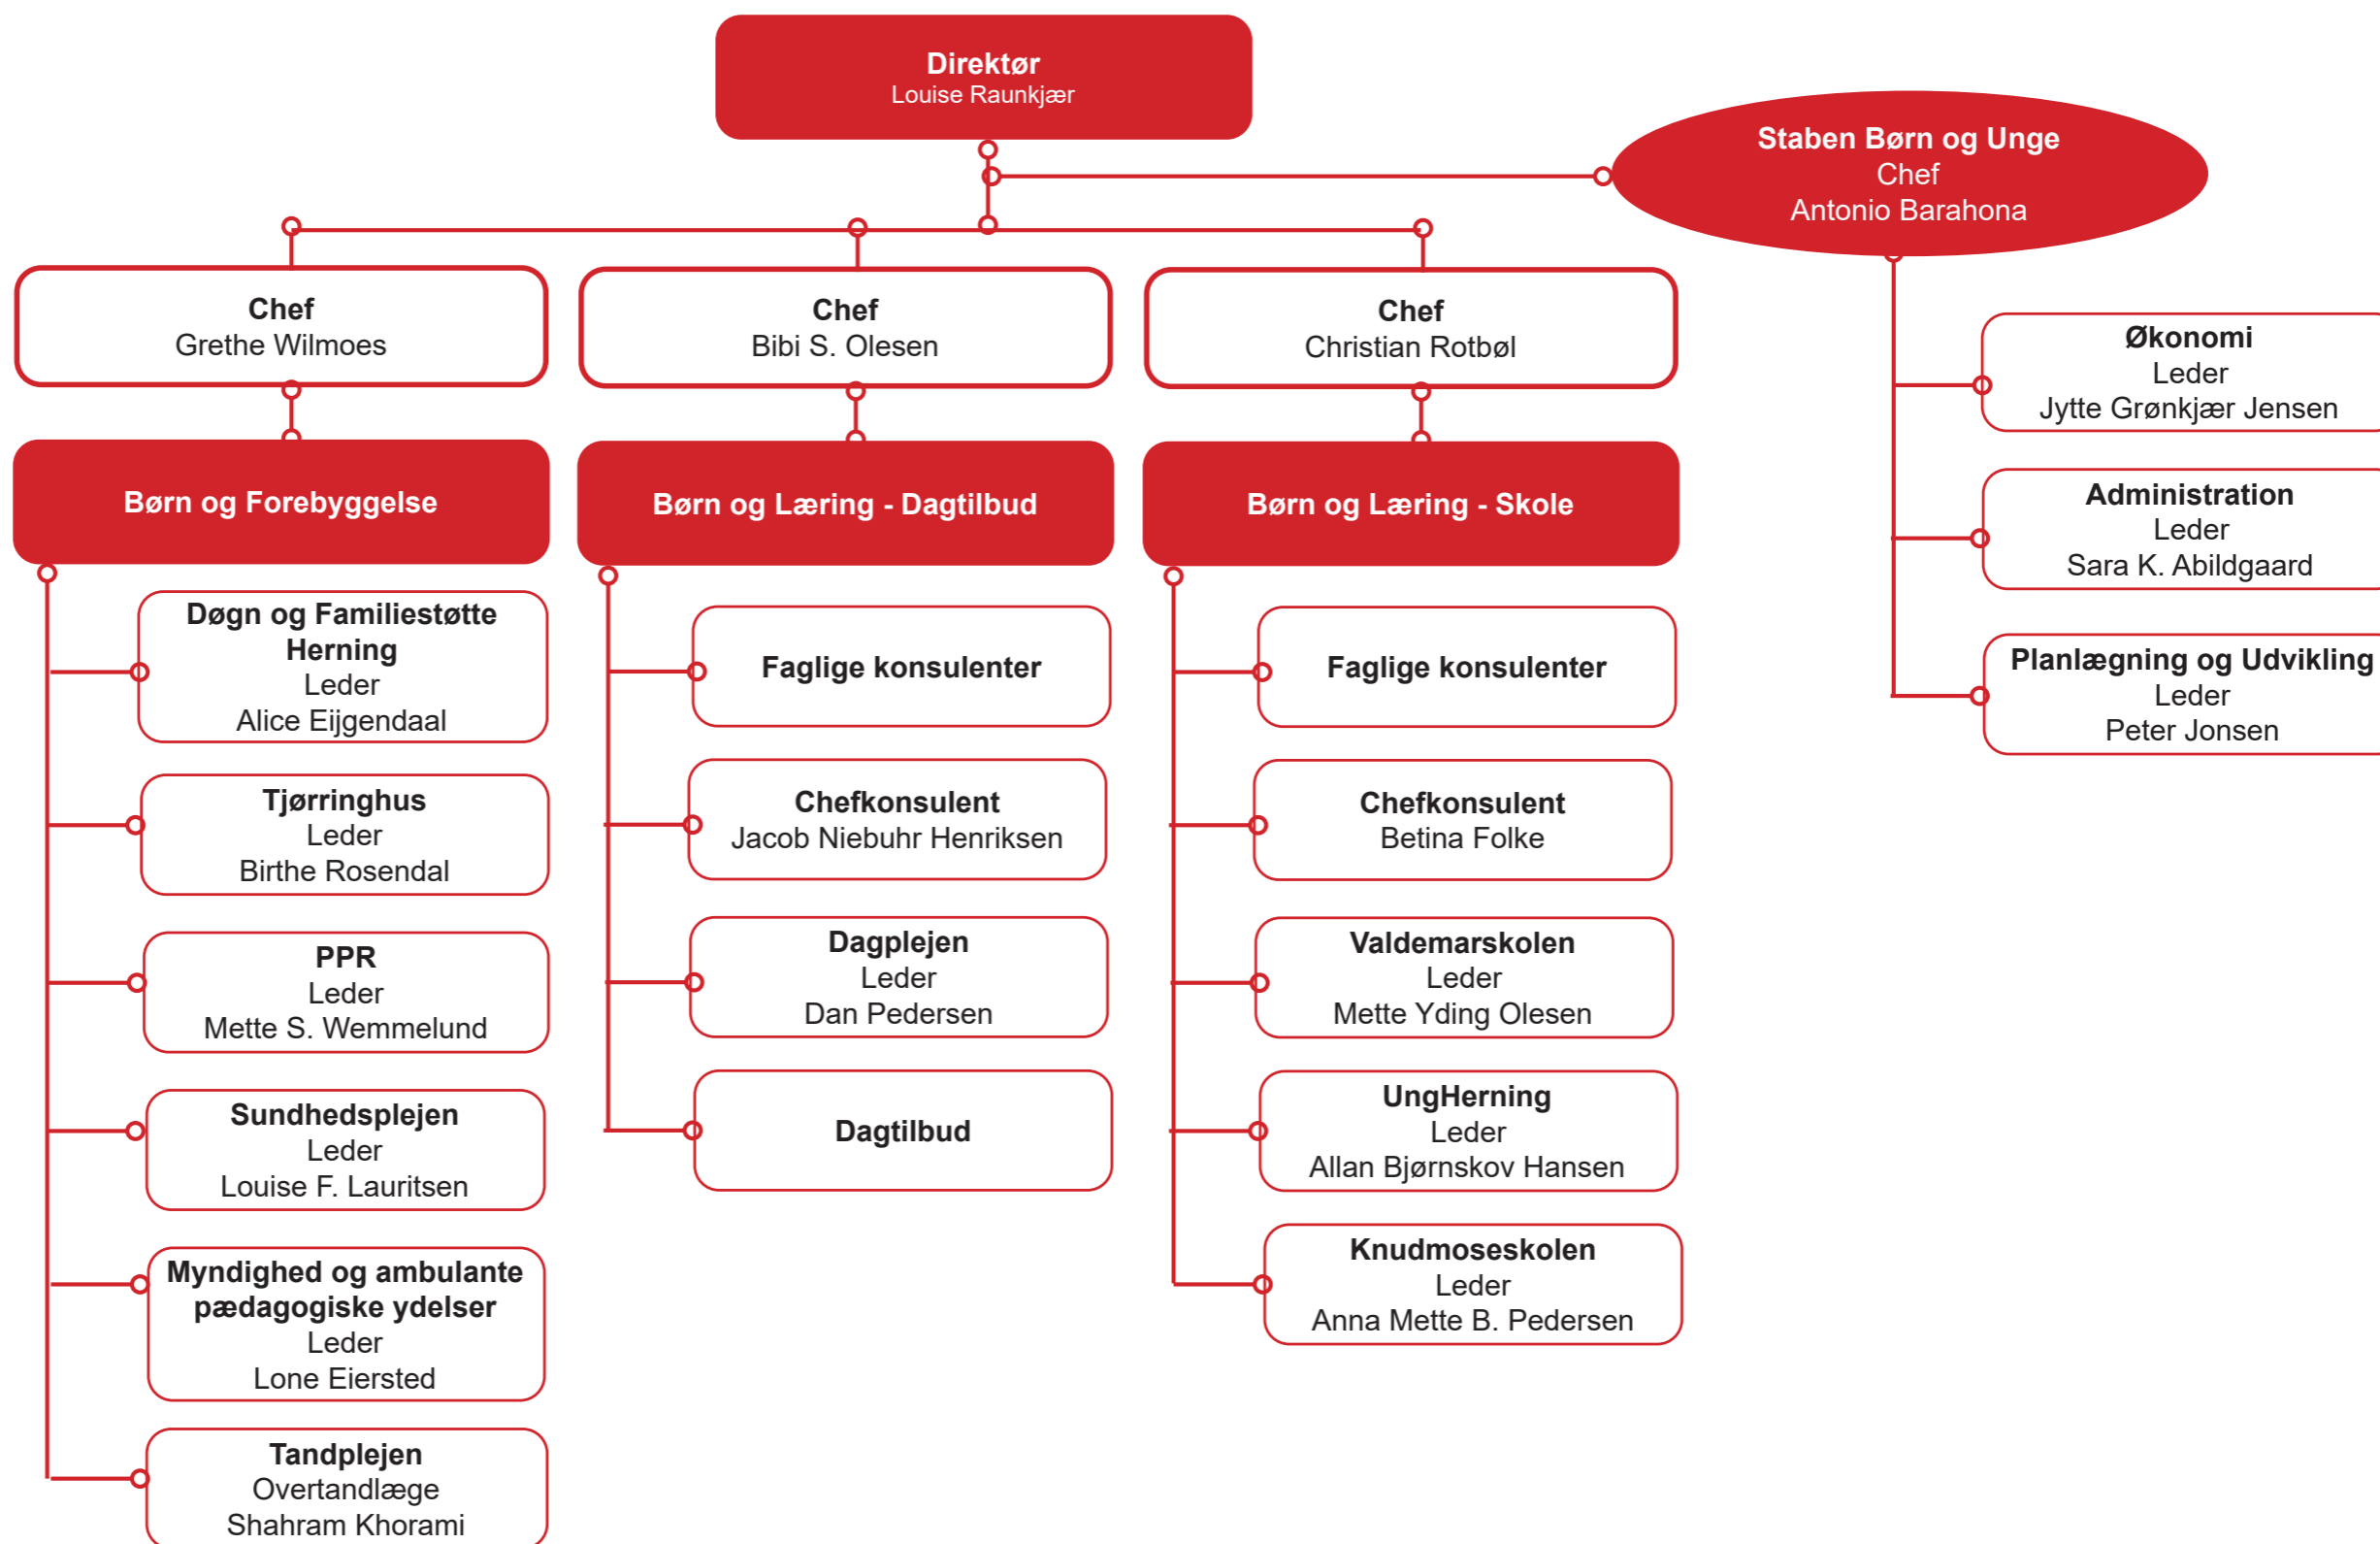 Direktør
Louise Raunkjær
Staben Børn og Unge
Chef
Antonio Barahona
Chef
Grethe Wilmoes
Chef
Bibi S. Olesen
Chef
Christian Rotbøl
Økonomi
Leder
Jytte Grønkjær Jensen
Administration
Leder
Sara K. Abildgaard
Planlægning og Udvikling
Leder
Peter Jonsen
Børn og Forebyggelse
Døgn og Familiestøtte
Herning
Leder
Alice Eijgendaal
Tjørringhus
Leder
Birthe Rosendal
PPR
Leder
Mette S. Wemmelund
Sundhedsplejen
Leder
Louise F. Lauritsen
Myndighed og ambulante
pædagogiske ydelser
Leder
Lone Eiersted
Tandplejen
Overtandlæge
Shahram Khorami
Børn og Læring - Dagtilbud
Faglige konsulenter
Chefkonsulent
Jacob Niebuhr Henriksen
Dagplejen
Leder
Dan Pedersen
Dagtilbud
Børn og Læring - Skole
Faglige konsulenter
Chefkonsulent
Betina Folke
Valdemarskolen
Leder
Mette Yding Olesen
UngHerning
Leder
Allan Bjørnskov Hansen
Knudmoseskolen
Leder
Anna Mette B. Pedersen